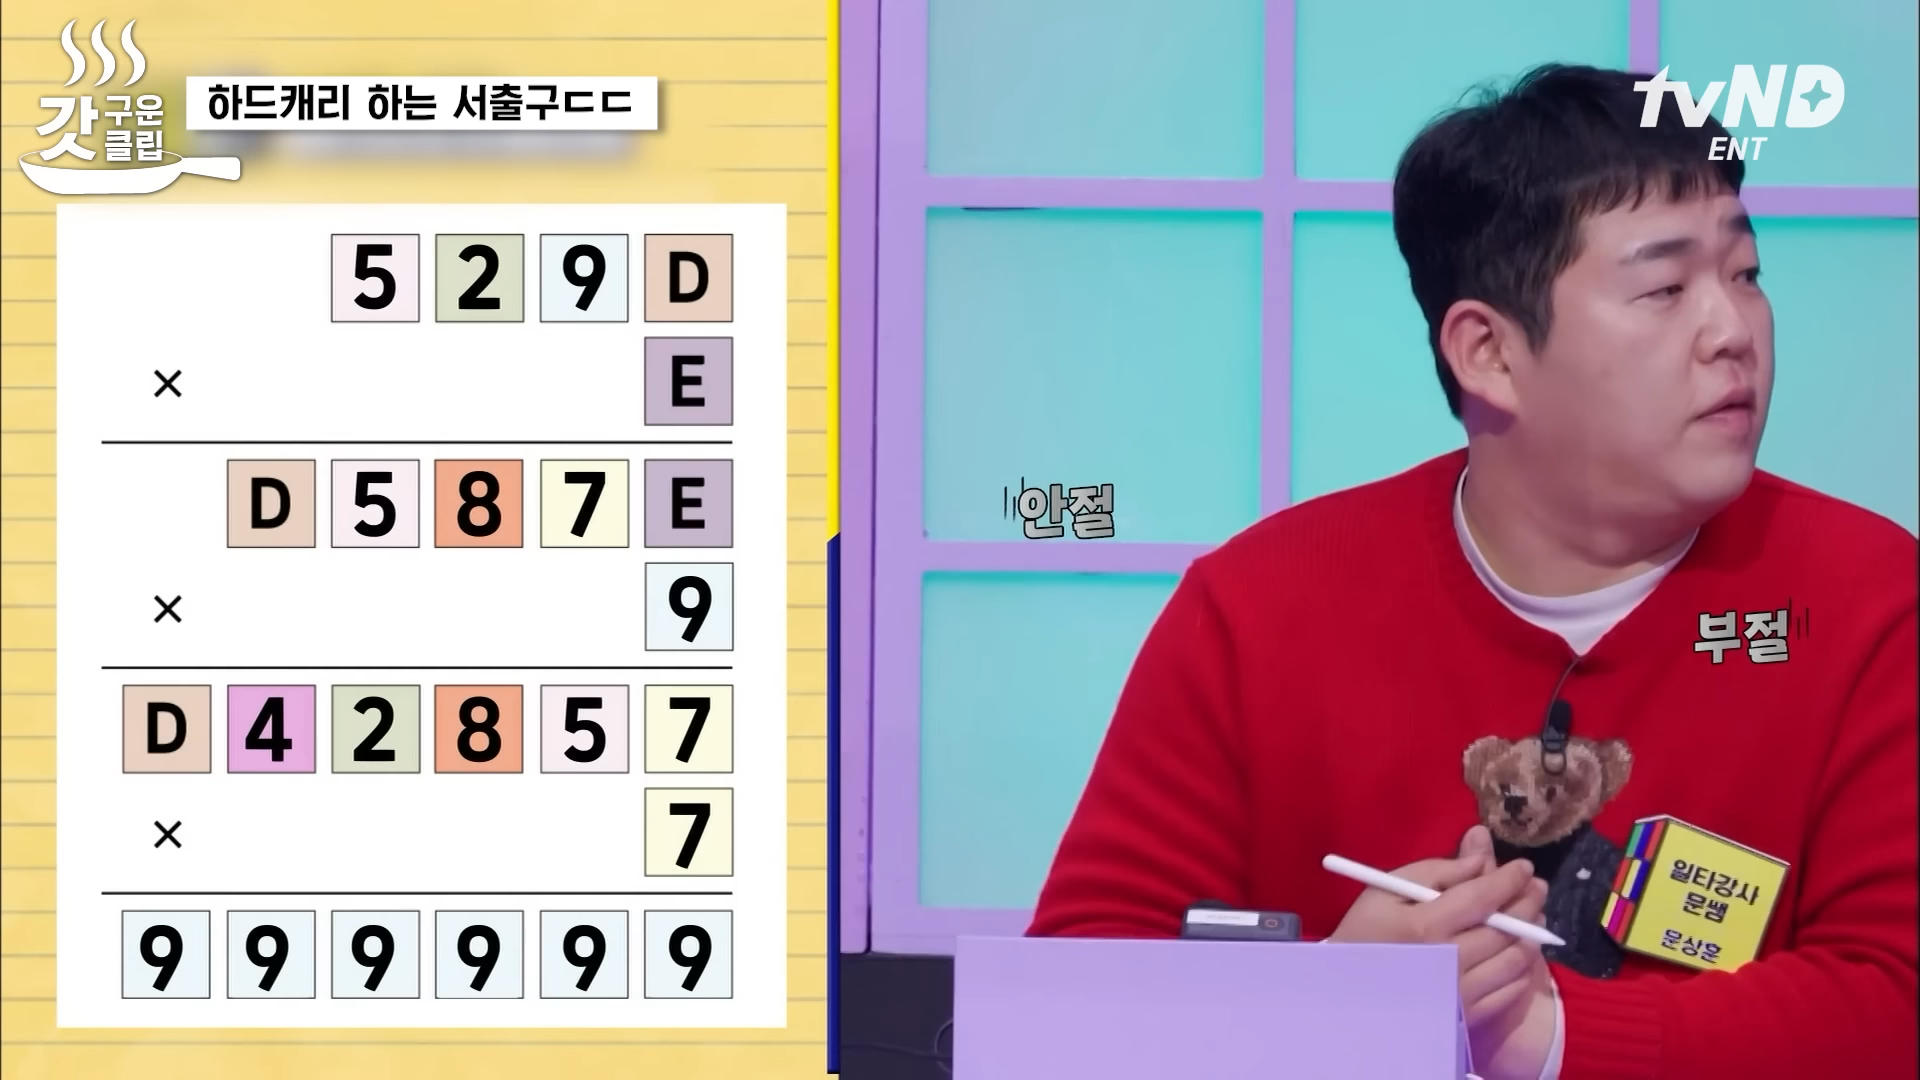 갓
구운
클립
하드캐리 하는 서출구ㄷㄷ
tvND
ENT
5 2 9 D
× E
D 5 8 7 E
× 9
D 4 2 8 5 7
× 7
9 9 9 9 9 9
안절
부절
일타강사
문쌤
문상훈